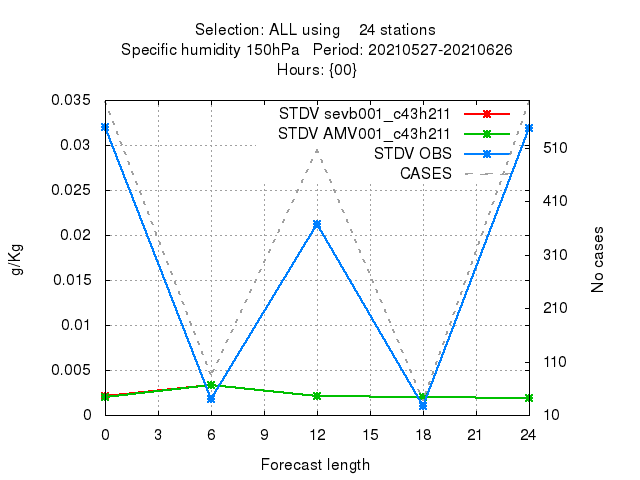 Selection: ALL using    24 stations
Specific humidity 150hPa   Period: 20210527-20210626
Hours: {00}
0.035
STDV sevb001_c43h211
STDV AMV001_c43h211
0.03
510
STDV OBS
CASES
0.025
410
0.02
g/Kg
310
No cases
0.015
210
0.01
110
0.005
0
10
0 3 6 9 12 15 18 21 24
Forecast length